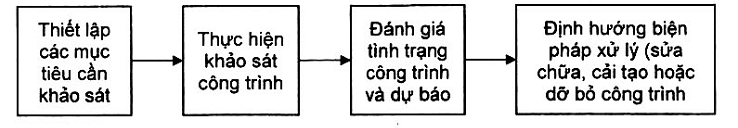 Thiết lập
các mục
tiêu cần
khảo sát
Thực hiện
khảo sát
công trình
Đánh giá
tình trạng
công trình
và dự báo
Định hướng biện
pháp xử lý (sửa
chữa, cải tạo hoặc
dỡ bỏ công trình